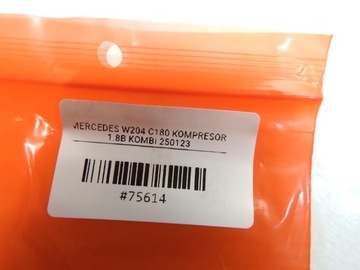 MERCEDES W204 C180 KOMPRESOR
1.8B KOMBI 250123
#75614